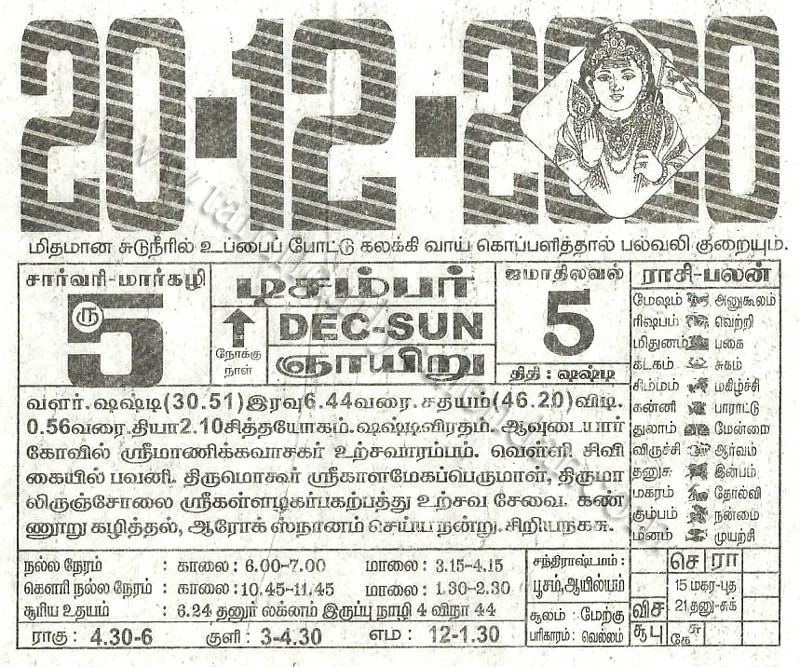 20-12-2020
மிதமான சுடுநீரில் உப்பைப் போட்டு கலக்கி வாய் கொப்பளித்தால் பல்வலி குறையும்.
சார்வரி-மார்கழி
ரு
5
டிசம்பர்
நோக்கு
நாள்
DEC-SUN
ஞாயிறு
ஜமாதிலவல்
5
திதி : ஷஷ்டி
ராசி-பலன்
மேஷம் அனுகூலம்
ரிஷபம் வெற்றி
மிதுனம் பகை
கடகம் சுகம்
சிம்மம் மகிழ்ச்சி
கன்னி பாராட்டு
துலாம் மேன்மை
விருச்சி ஆர்வம்
தனுசு இன்பம்
மகரம் தோல்வி
கும்பம் நன்மை
மீனம் முயற்சி
வளர்.ஷஷ்டி(30.51)இரவு6.44வரை.சதயம்(46.20)விடி.
0.56வரை.தியா2.10சித்தயோகம்.ஷஷ்டிவிரதம். ஆவுடையார்
கோவில் ஸ்ரீமாணிக்கவாசகர் உற்சவாரம்பம். வெள்ளி சிவி
கையில் பவனி. திருமொகூர் ஸ்ரீகாளமேகப்பெருமாள், திருமா
லிருஞ்சோலை ஸ்ரீகள்ளழகர்பகற்பத்து உற்சவ சேவை. கண்
ணூறு கழித்தல், ஆரோக் ஸ்நானம் செய்ய நன்று. சிறியநகசு.
நல்ல நேரம் : காலை: 6.00-7.00 மாலை: 3.15-4.15
கௌரி நல்ல நேரம் : காலை:10.45-11.45 மாலை: 1.30-2.30
சூரிய உதயம் : 6.24 தனுர் லக்னம் இருப்பு நாழி 4 விநா 44
ராகு : 4.30-6 குளி : 3-4.30 எம : 12-1.30
சந்திராஷ்டமம் :
பூசம்,ஆயில்யம்
சூலம் : மேற்கு
பரிகாரம் : வெல்லம்
செ ரா
15 மகர-புத
விச 21 தனு-சுக்
சூபு சு
கே